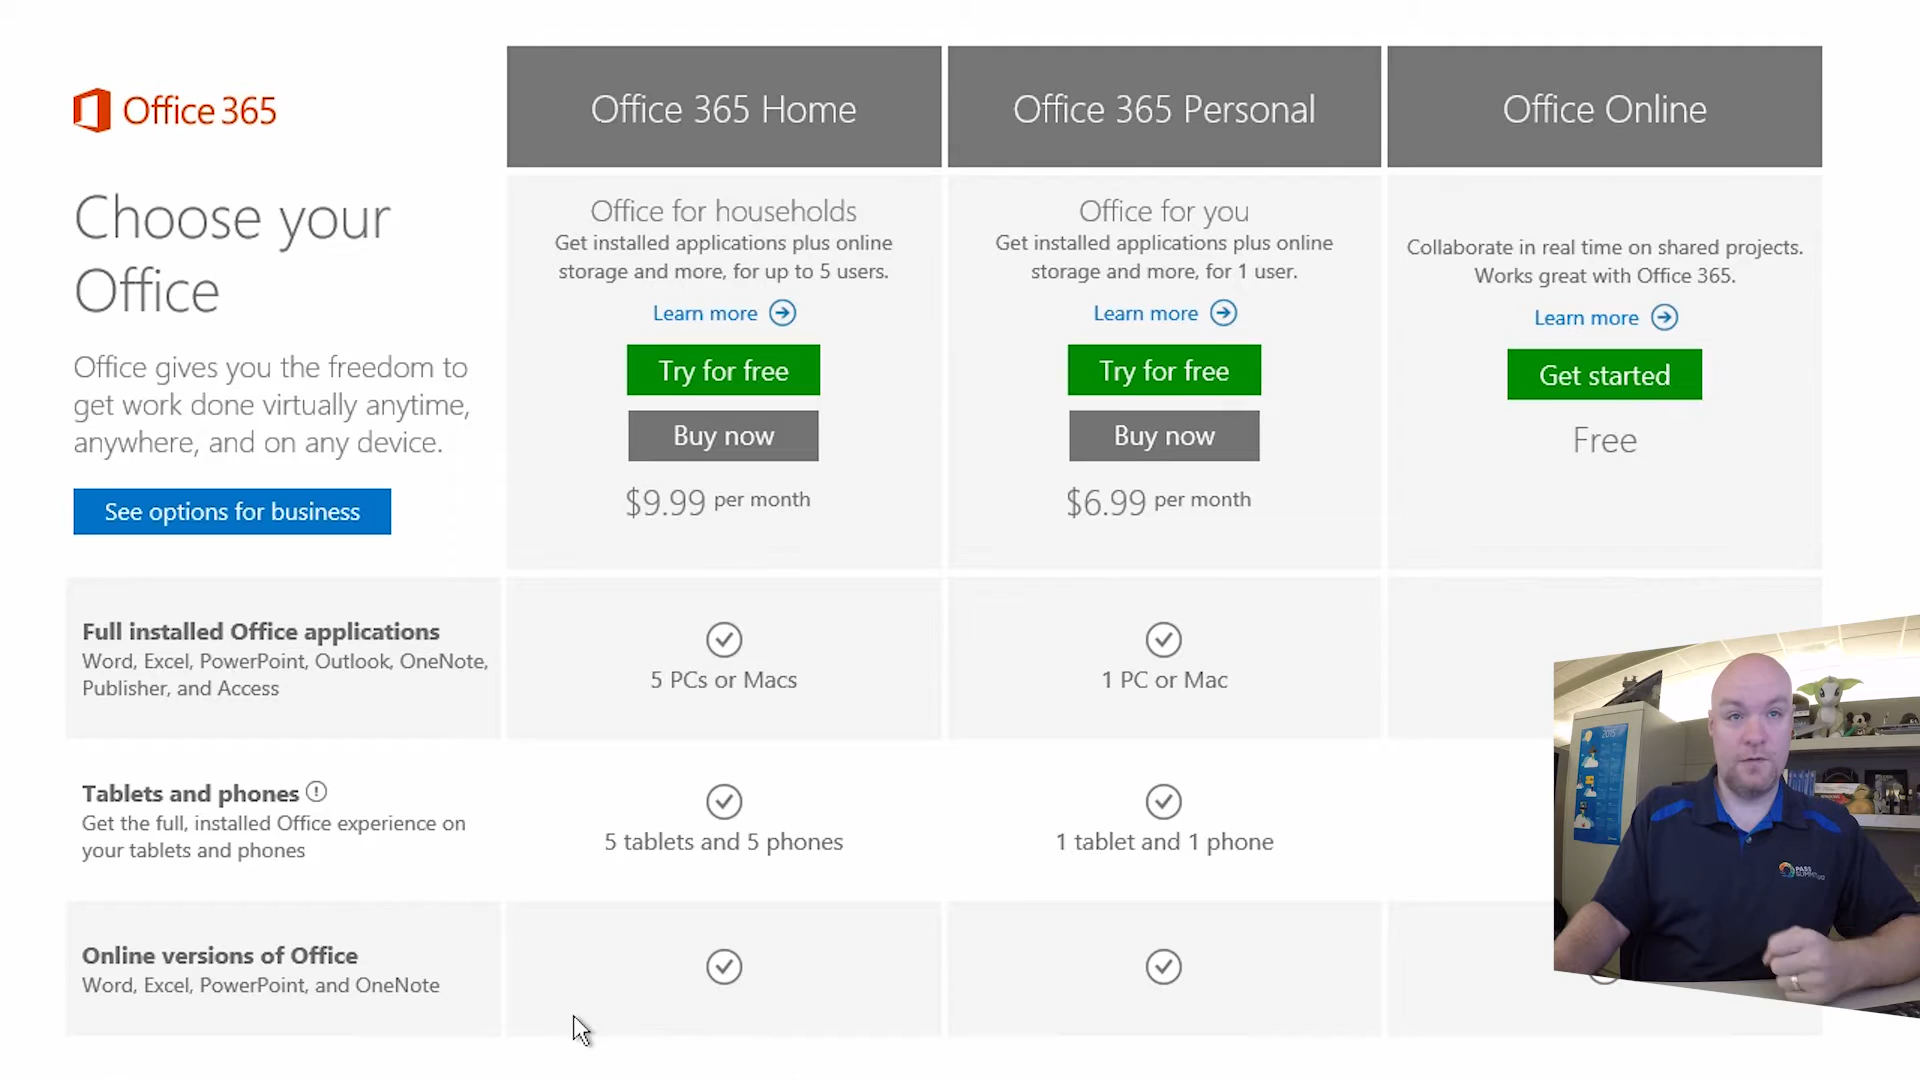 Office 365
Choose your
Office
Office gives you the freedom to
get work done virtually anytime,
anywhere, and on any device.
See options for business
Office 365 Home
Office for households
Get installed applications plus online
storage and more, for up to 5 users.
Learn more
Try for free
Buy now
$9.99 per month
Office 365 Personal
Office for you
Get installed applications plus online
storage and more, for 1 user.
Learn more
Try for free
Buy now
$6.99 per month
Office Online
Collaborate in real time on shared projects.
Works great with Office 365.
Learn more
Get started
Free
Full installed Office applications
Word, Excel, PowerPoint, Outlook, OneNote,
Publisher, and Access
5 PCs or Macs
1 PC or Mac
Tablets and phones
Get the full, installed Office experience on
your tablets and phones
5 tablets and 5 phones
1 tablet and 1 phone
Online versions of Office
Word, Excel, PowerPoint, and OneNote
2015
PASS